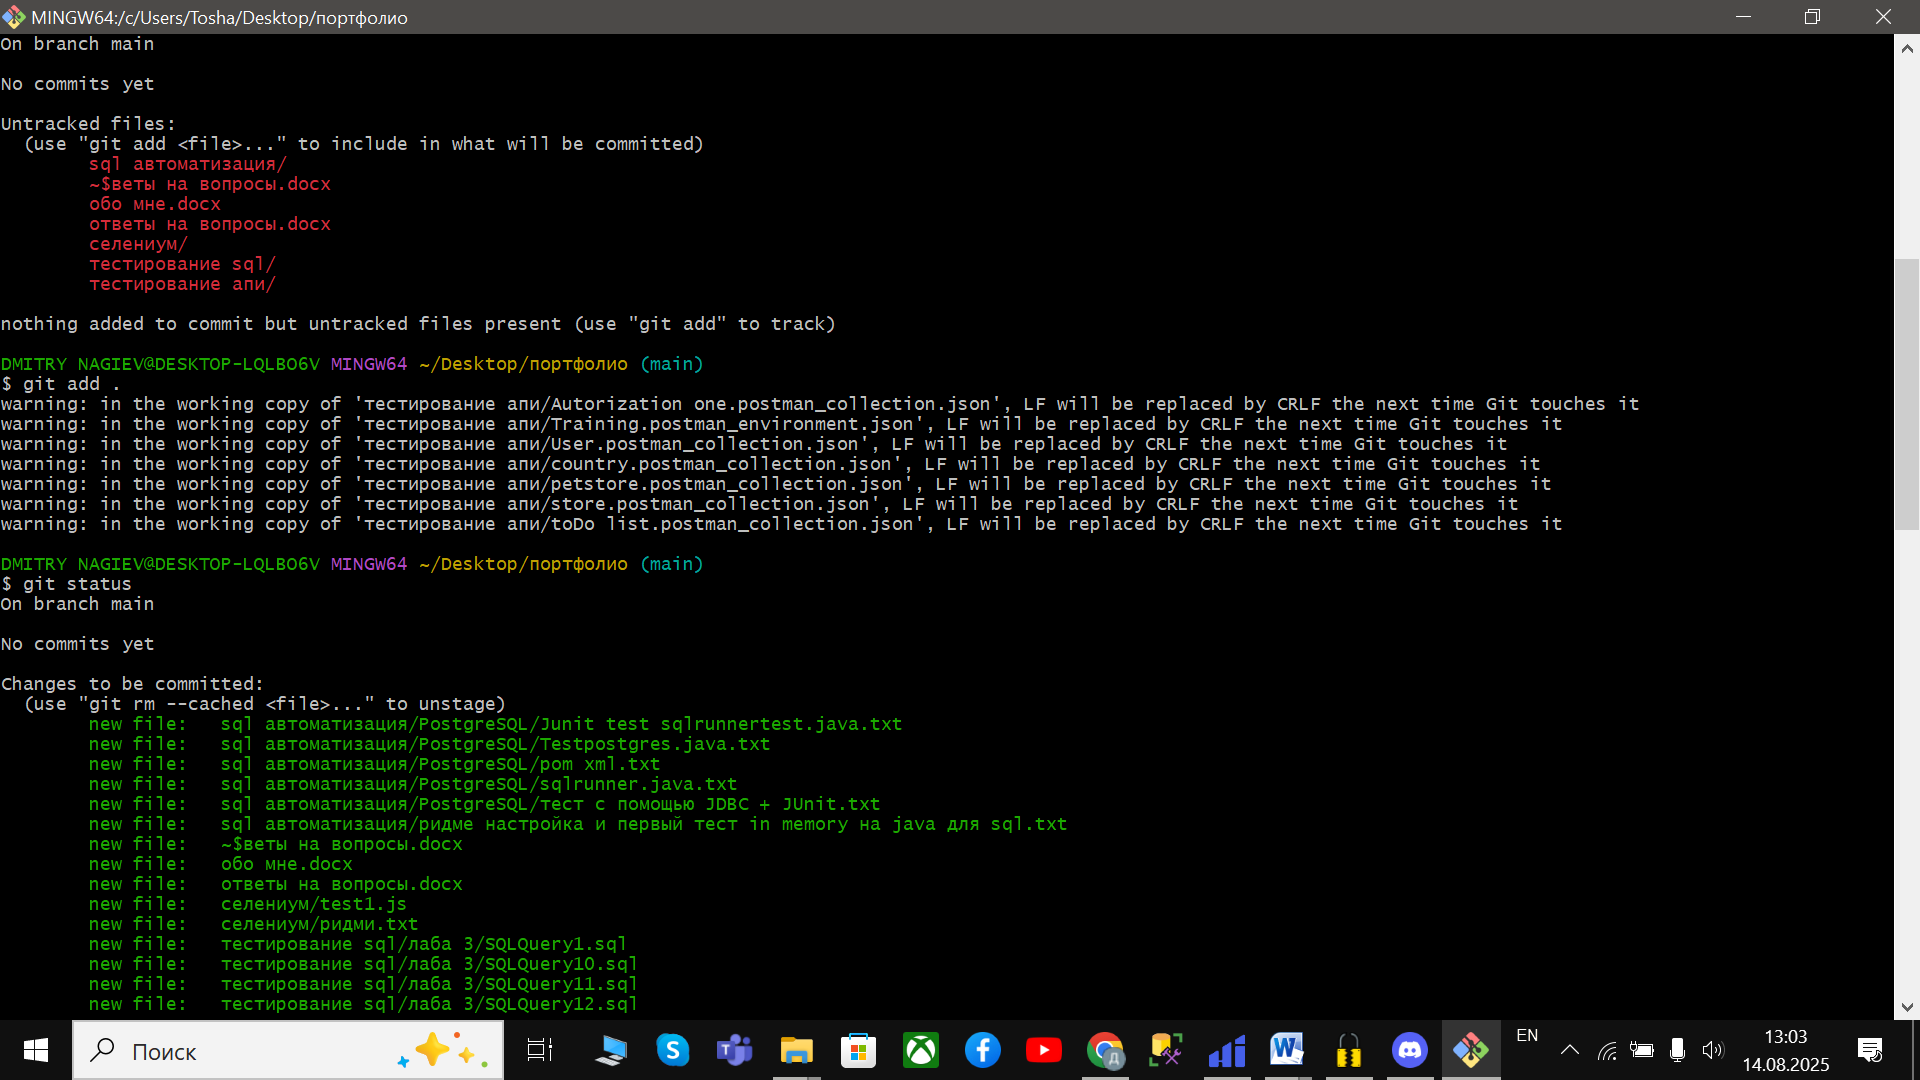 MINGW64:/c/Users/Tosha/Desktop/портфолио
On branch main
No commits yet
Untracked files:
(use "git add <file>..." to include in what will be committed)
sql автоматизация/
~$веты на вопросы.docx
обо мне.docx
ответы на вопросы.docx
селениум/
тестирование sql/
тестирование апи/
nothing added to commit but untracked files present (use "git add" to track)
DMITRY NAGIEV@DESKTOP-LQLBO6V MINGW64 ~/Desktop/портфолио (main)
$ git add .
warning: in the working copy of 'тестирование апи/Autorization one.postman_collection.json', LF will be replaced by CRLF the next time Git touches it
warning: in the working copy of 'тестирование апи/Training.postman_environment.json', LF will be replaced by CRLF the next time Git touches it
warning: in the working copy of 'тестирование апи/User.postman_collection.json', LF will be replaced by CRLF the next time Git touches it
warning: in the working copy of 'тестирование апи/country.postman_collection.json', LF will be replaced by CRLF the next time Git touches it
warning: in the working copy of 'тестирование апи/petstore.postman_collection.json', LF will be replaced by CRLF the next time Git touches it
warning: in the working copy of 'тестирование апи/store.postman_collection.json', LF will be replaced by CRLF the next time Git touches it
warning: in the working copy of 'тестирование апи/toDo list.postman_collection.json', LF will be replaced by CRLF the next time Git touches it
DMITRY NAGIEV@DESKTOP-LQLBO6V MINGW64 ~/Desktop/портфолио (main)
$ git status
On branch main
No commits yet
Changes to be committed:
(use "git rm --cached <file>..." to unstage)
new file:   sql автоматизация/PostgreSQL/Junit test sqlrunnertest.java.txt
new file:   sql автоматизация/PostgreSQL/Testpostgres.java.txt
new file:   sql автоматизация/PostgreSQL/pom xml.txt
new file:   sql автоматизация/PostgreSQL/sqlrunner.java.txt
new file:   sql автоматизация/PostgreSQL/тест с помощью JDBC + JUnit.txt
new file:   sql автоматизация/ридме настройка и первый тест in memory на java для sql.txt
new file:   ~$веты на вопросы.docx
new file:   обо мне.docx
new file:   ответы на вопросы.docx
new file:   селениум/test1.js
new file:   селениум/ридми.txt
new file:   тестирование sql/лаба 3/SQLQuery1.sql
new file:   тестирование sql/лаба 3/SQLQuery10.sql
new file:   тестирование sql/лаба 3/SQLQuery11.sql
new file:   тестирование sql/лаба 3/SQLQuery12.sql
Поиск
EN
13:03
14.08.2025